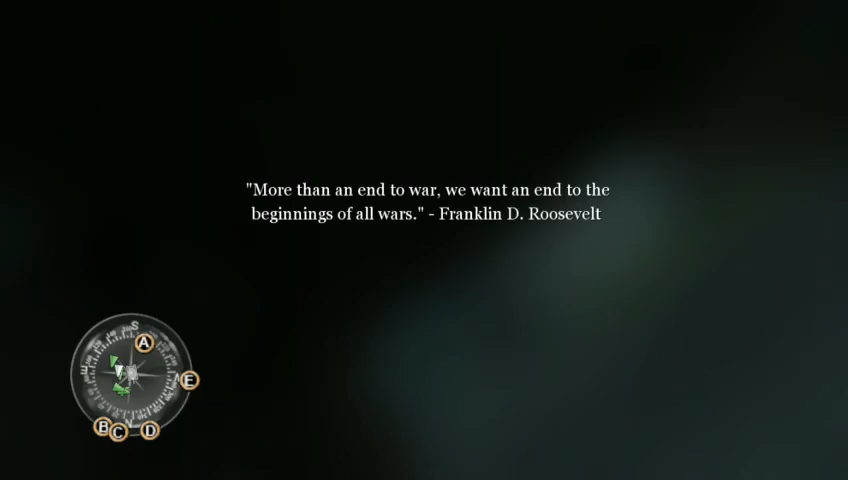 "More than an end to war, we want an end to the
beginnings of all wars." - Franklin D. Roosevelt
S
A
E
B
C
D
N